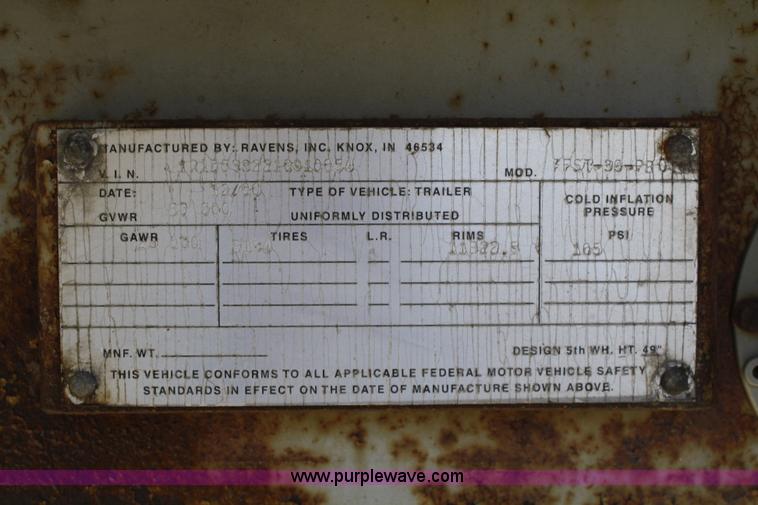 MANUFACTURED BY: RAVENS, INC. KNOX, IN 46534
V. I. N. MOD.
DATE: TYPE OF VEHICLE: TRAILER
COLD INFLATION
PRESSURE
GVWR UNIFORMLY DISTRIBUTED
GAWR TIRES L.R. RIMS PSI
11R22.5 105
MNF. WT. DESIGN 5th WH. HT. 49"
THIS VEHICLE CONFORMS TO ALL APPLICABLE FEDERAL MOTOR VEHICLE SAFETY
STANDARDS IN EFFECT ON THE DATE OF MANUFACTURE SHOWN ABOVE.
www.purplewave.com